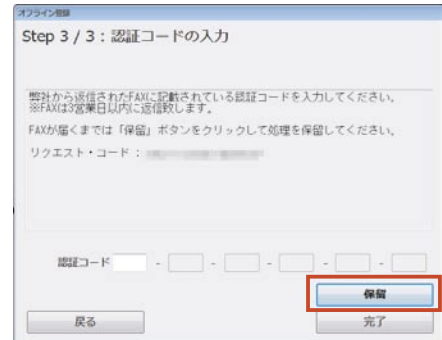 オフライン登録
Step 3 / 3：認証コードの入力
弊社から返信されたFAXに記載されている認証コードを入力してください。
※FAXは3営業日以内に返信致します。
FAXが届くまでは「保留」ボタンをクリックして処理を保留してください。
リクエスト・コード：
認証コード - - - - -
保留
戻る
完了